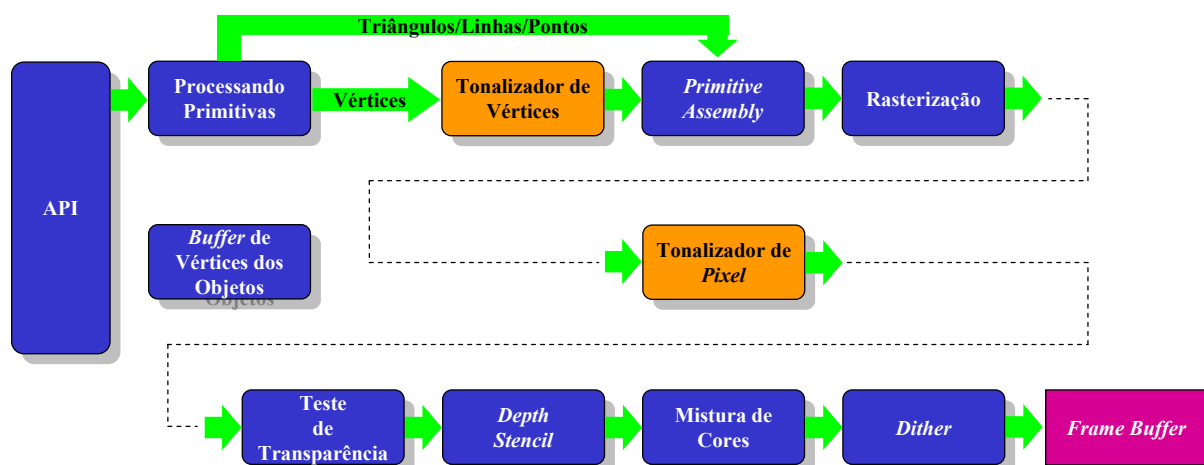 Triângulos/Linhas/Pontos
API
Processando
Primitivas
Vértices
Tonalizador de
Vértices
Primitive
Assembly
Rasterização
Buffer de
Vértices dos
Objetos
Tonalizador de
Pixel
Teste
de
Transparência
Depth
Stencil
Mistura de
Cores
Dither
Frame Buffer